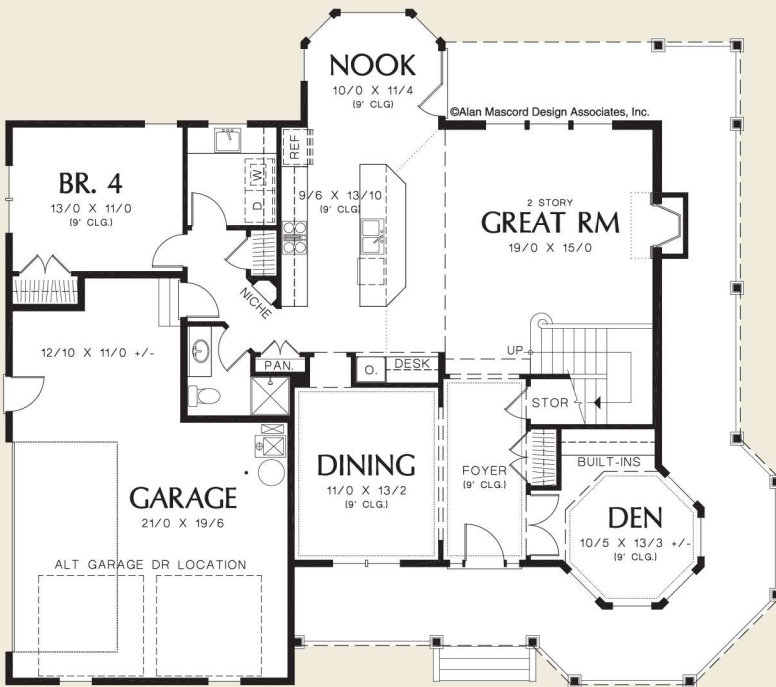 NOOK
10/0 X 11/4
(9' CLG)
©Alan Mascord Design Associates, Inc.
REF
W
D
BR. 4
13/0 X 11/0
(9' CLG.)
9/6 X 13/10
(9' CLG)
2 STORY
GREAT RM
19/0 X 15/0
NICHE
12/10 X 11/0 +/-
UP
PAN.
O.
DESK
STOR
BUILT-INS
FOYER
(9' CLG.)
DINING
11/0 X 13/2
(9' CLG.)
GARAGE
21/0 X 19/6
DEN
10/5 X 13/3 +/-
(9' CLG.)
ALT GARAGE DR LOCATION